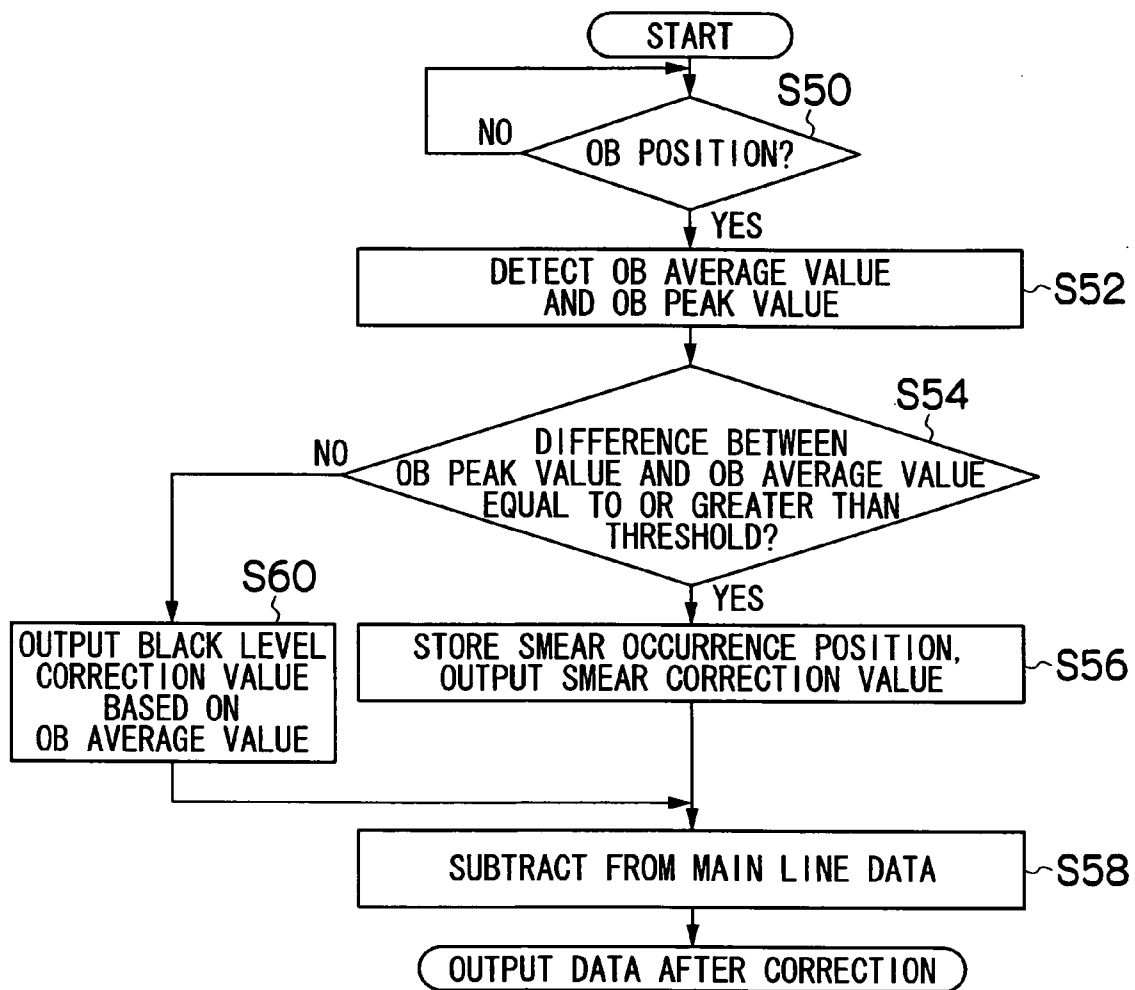 START
S50
NO
OB POSITION?
YES
DETECT OB AVERAGE VALUE
AND OB PEAK VALUE
S52
S54
NO
DIFFERENCE BETWEEN
OB PEAK VALUE AND OB AVERAGE VALUE
EQUAL TO OR GREATER THAN
THRESHOLD?
YES
S60
OUTPUT BLACK LEVEL
CORRECTION VALUE
BASED ON
OB AVERAGE VALUE
STORE SMEAR OCCURRENCE POSITION,
OUTPUT SMEAR CORRECTION VALUE
S56
SUBTRACT FROM MAIN LINE DATA
S58
OUTPUT DATA AFTER CORRECTION